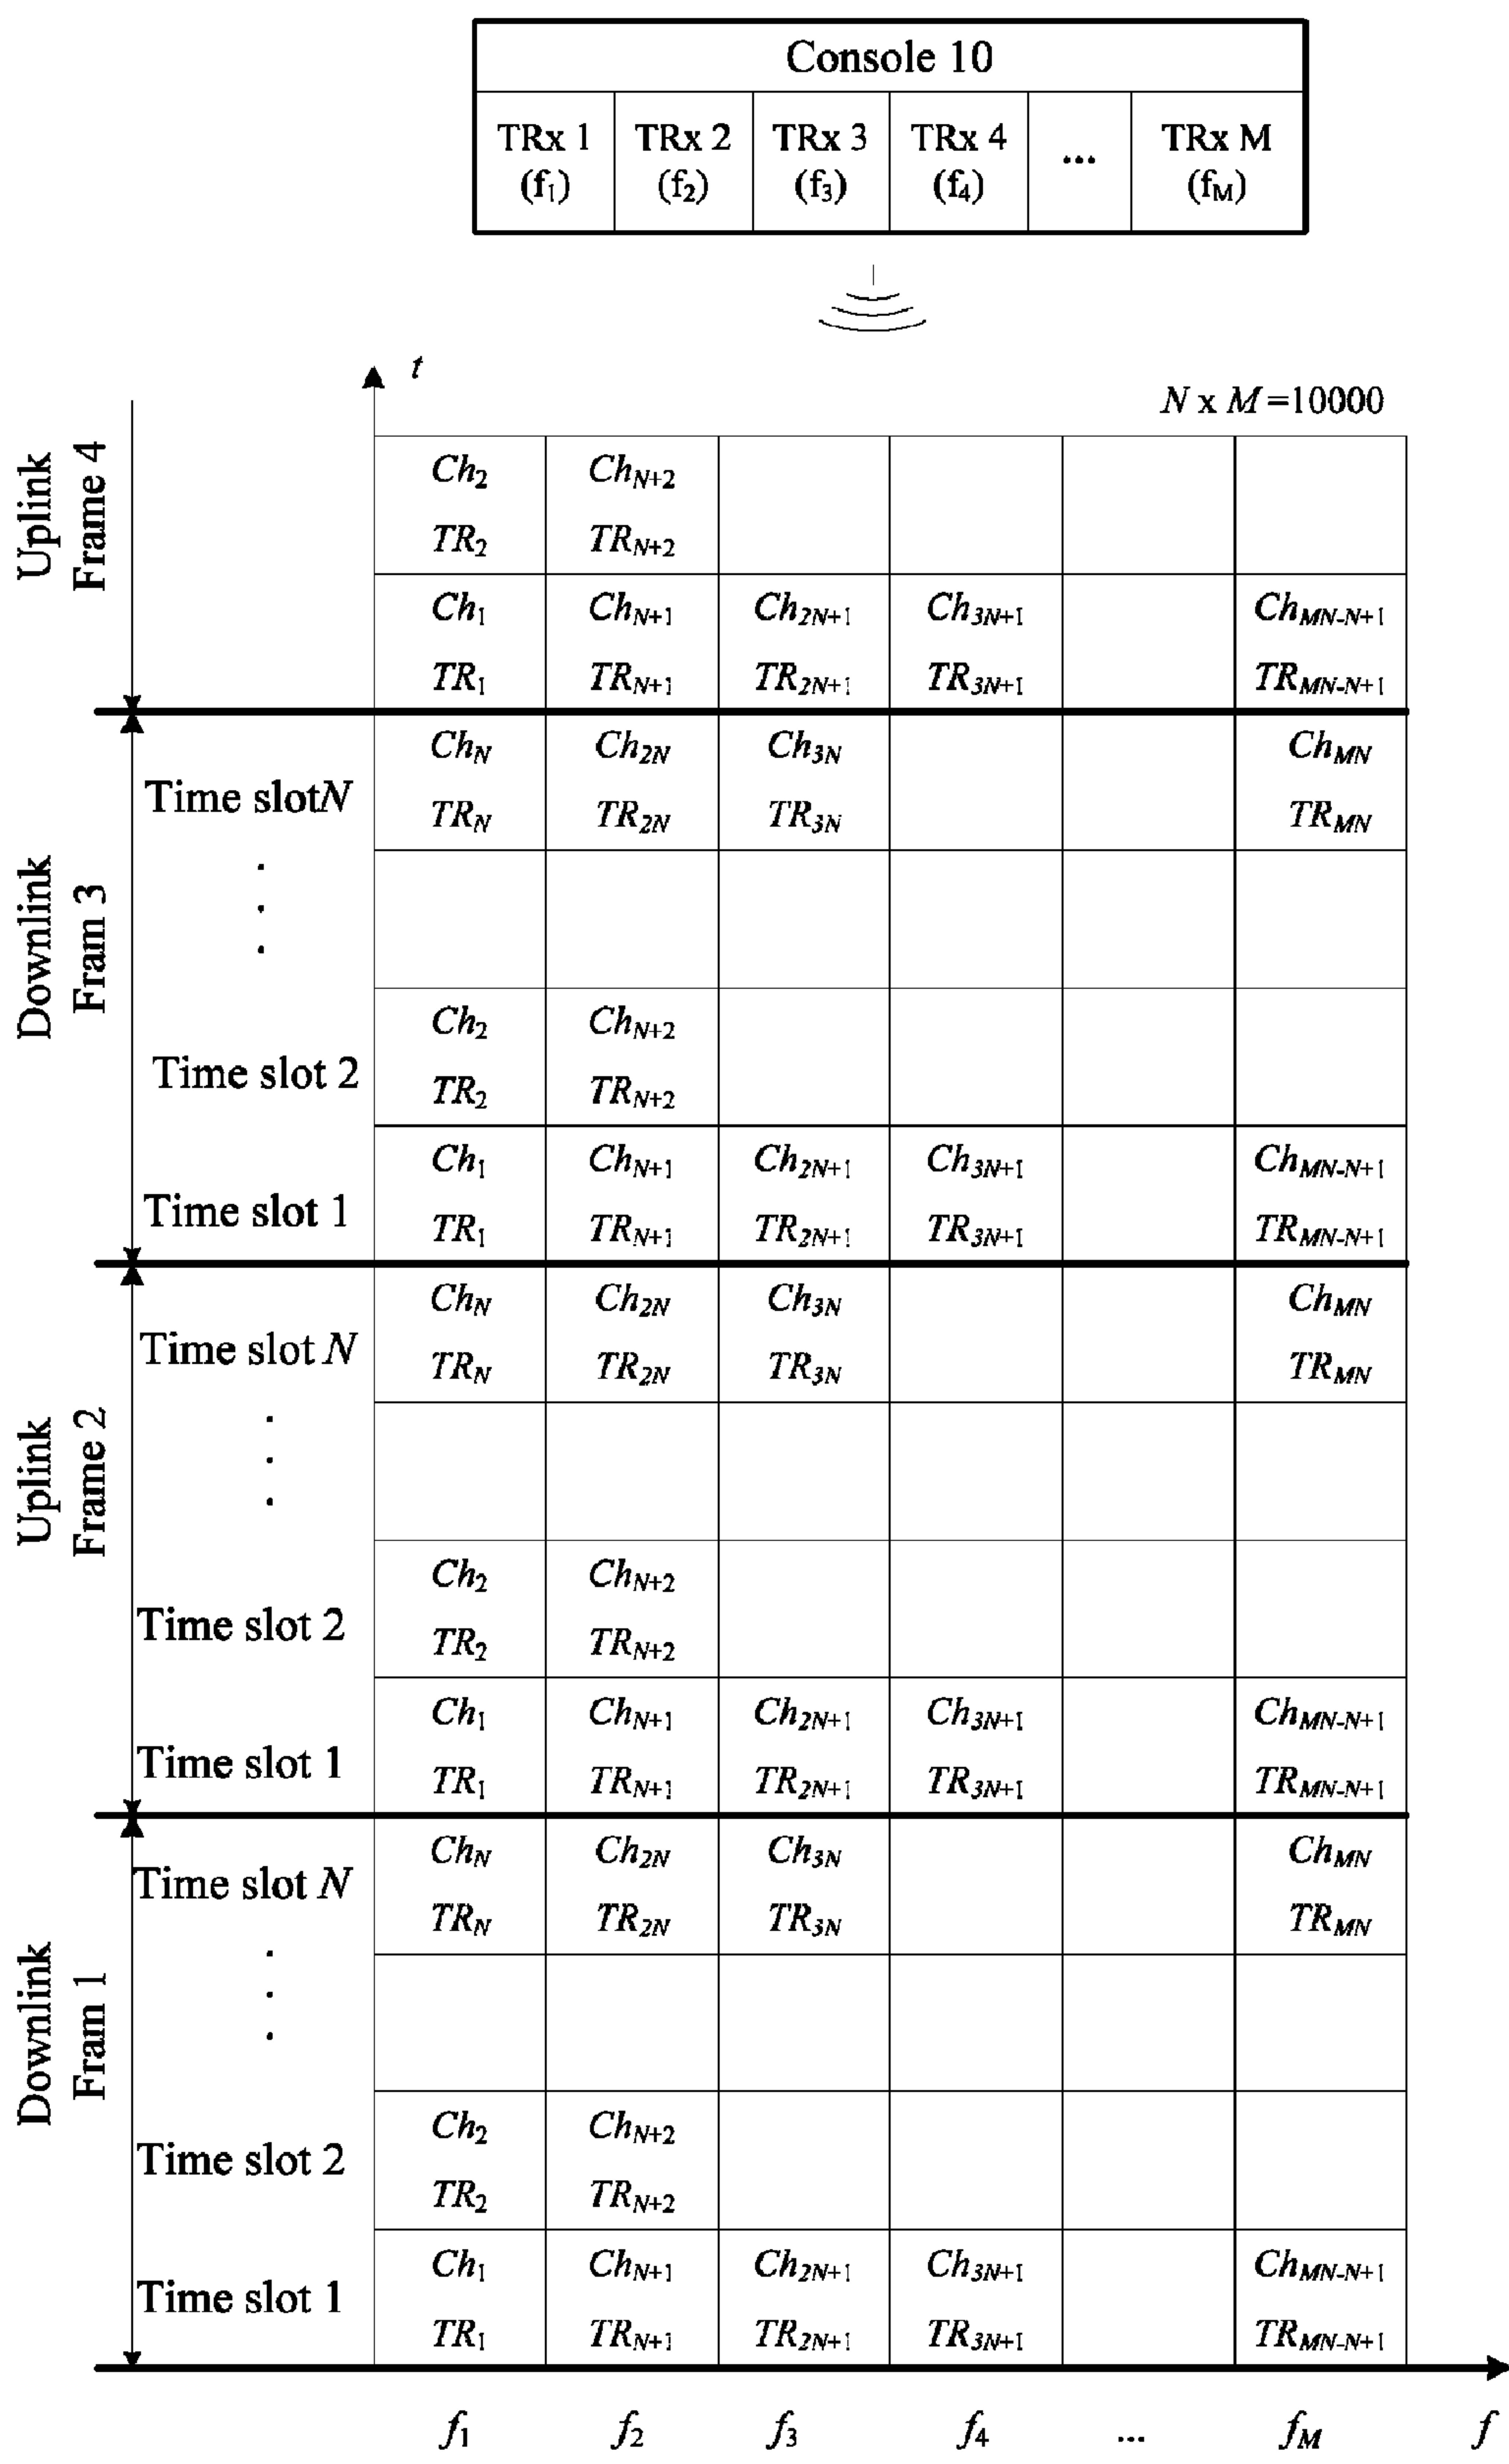 Console 10
TRx 1 TRx 2 TRx 3 TRx 4 ... TRx M
(f1) (f2) (f3) (f4) (fM)
t
N x M=10000
Uplink
Frame 4
Ch2 ChN+2
TR2 TRN+2
Ch1 ChN+1 Ch2N+1 Ch3N+1 ChMN-N+1
TR1 TRN+1 TR2N+1 TR3N+1 TRMN-N+1
Downlink
Fram 3
ChN Ch2N Ch3N ChMN
Time slotN
TRN TR2N TR3N TRMN
.
.
.
Ch2 ChN+2
Time slot 2
TR2 TRN+2
Ch1 ChN+1 Ch2N+1 Ch3N+1 ChMN-N+1
Time slot 1
TR1 TRN+1 TR2N+1 TR3N+1 TRMN-N+1
Uplink
Frame 2
ChN Ch2N Ch3N ChMN
Time slot N
TRN TR2N TR3N TRMN
.
.
.
Ch2 ChN+2
Time slot 2
TR2 TRN+2
Ch1 ChN+1 Ch2N+1 Ch3N+1 ChMN-N+1
Time slot 1
TR1 TRN+1 TR2N+1 TR3N+1 TRMN-N+1
Downlink
Fram 1
ChN Ch2N Ch3N ChMN
Time slot N
TRN TR2N TR3N TRMN
.
.
.
Ch2 ChN+2
Time slot 2
TR2 TRN+2
Ch1 ChN+1 Ch2N+1 Ch3N+1 ChMN-N+1
Time slot 1
TR1 TRN+1 TR2N+1 TR3N+1 TRMN-N+1
f1 f2 f3 f4 ... fM f